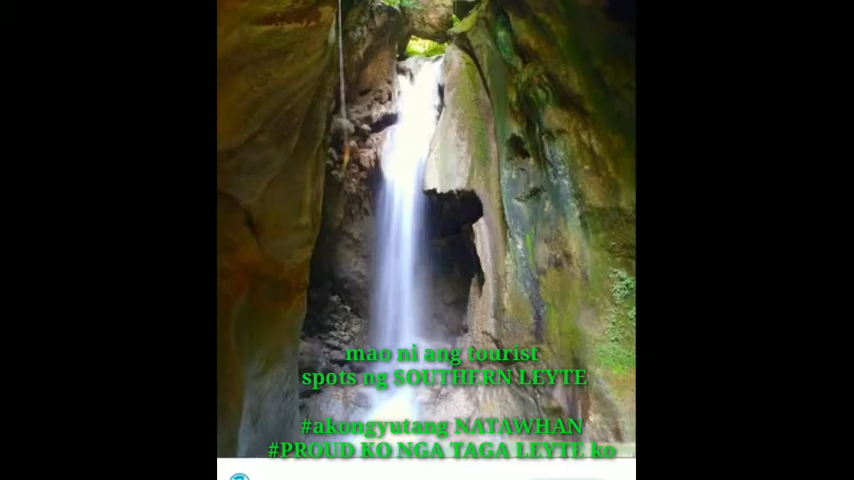 mao ni ang tourist
spots ng SOUTHERN LEYTE
#akongyutang NATAWHAN
#PROUD KO NGA TAGA LEYTE ko